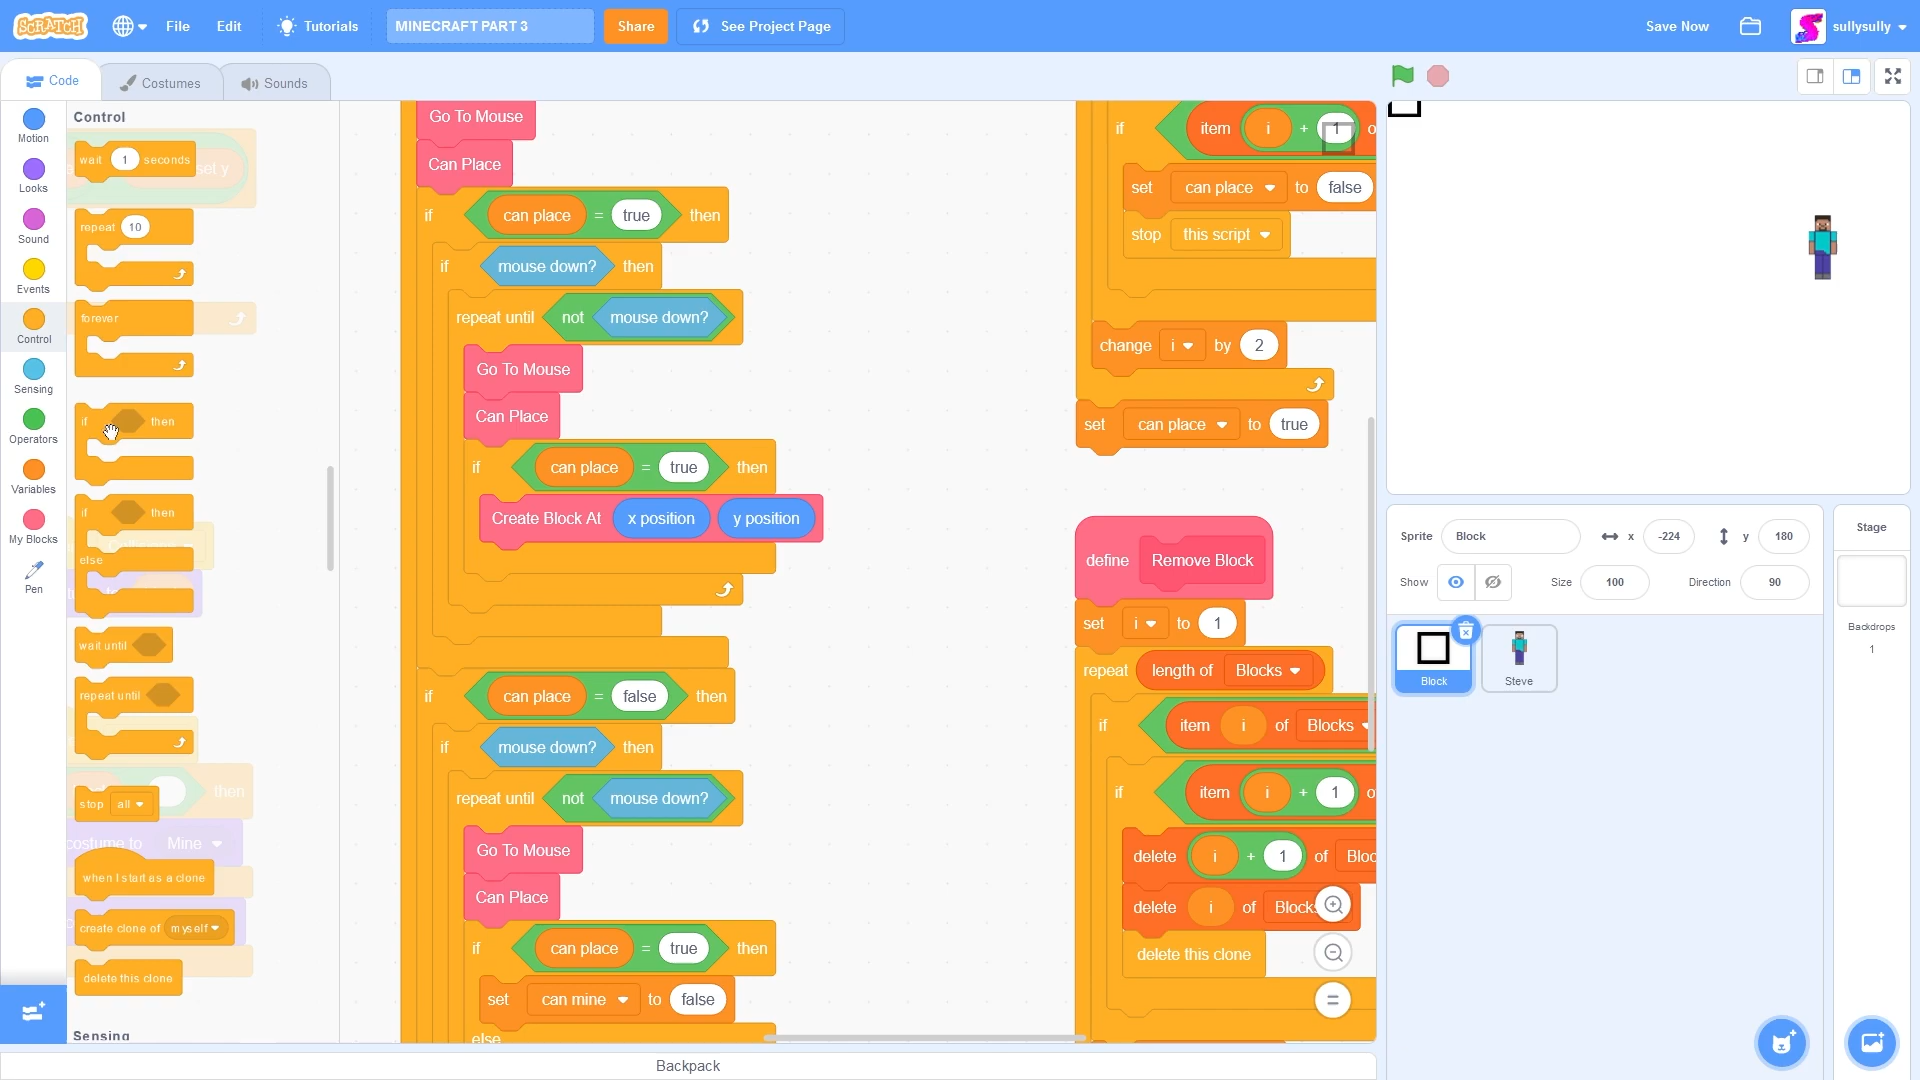 SCRATCH
File
Edit
Tutorials
MINECRAFT PART 3
Share
See Project Page
Save Now
sullysully
Code
Costumes
Sounds
Motion
Looks
Sound
Events
Control
Sensing
Operators
Variables
My Blocks
Pen
Control
wait 1 seconds
set y
repeat 10
forever
if then
if then
else
wait until
repeat until
then
stop all
costume to Mine
when I start as a clone
create clone of myself
delete this clone
Sensing
Go To Mouse
Can Place
if can place = true then
if mouse down? then
repeat until not mouse down?
Go To Mouse
Can Place
if can place = true then
Create Block At x position y position
if can place = false then
if mouse down? then
repeat until not mouse down?
Go To Mouse
Can Place
if can place = true then
set can mine to false
else
if item i + 1 o
set can place to false
stop this script
change i by 2
set can place to true
define Remove Block
set i to 1
repeat length of Blocks
if item i of Blocks
if item i + 1 o
delete i + 1 of Bloc
delete i of Blocks
delete this clone
Backpack
Sprite Block x -224 y 180
Show Size 100 Direction 90
Block
Steve
Stage
Backdrops
1